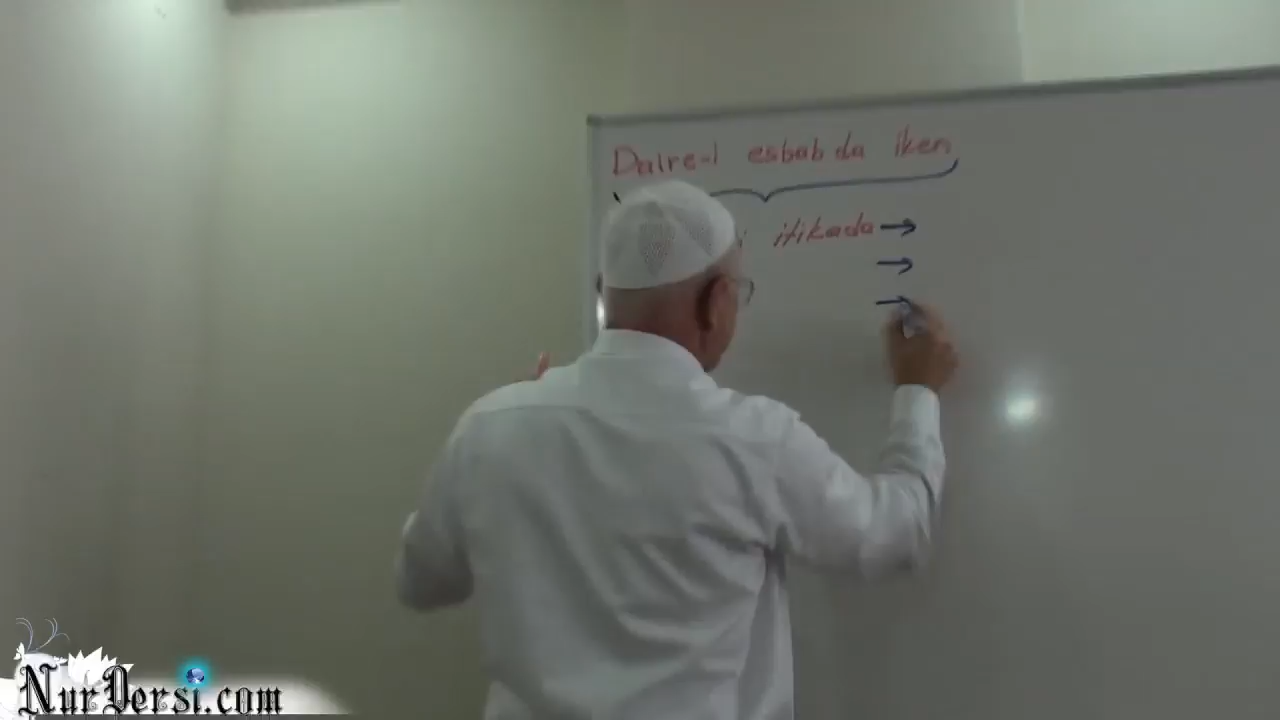 Daire-i esbab da iken
itikada →
→
→
NurDersi.com